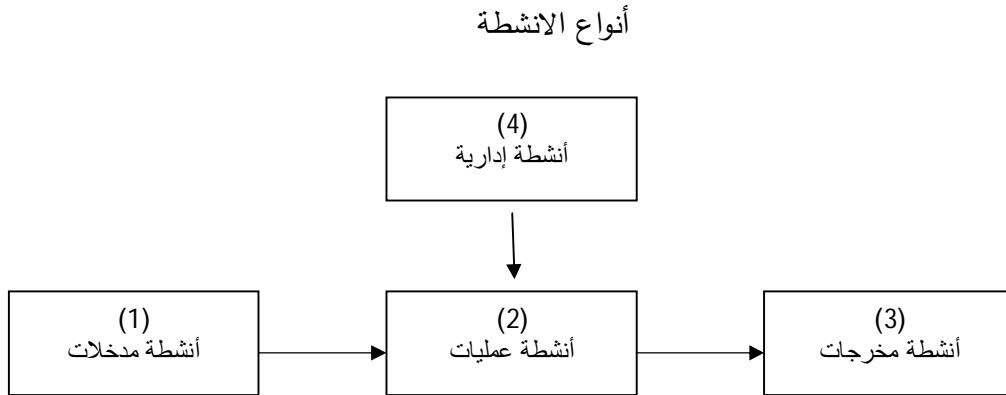 أنواع الانشطة
(4)
أنشطة إدارية
(1)
أنشطة مدخلات
(2)
أنشطة عمليات
(3)
أنشطة مخرجات